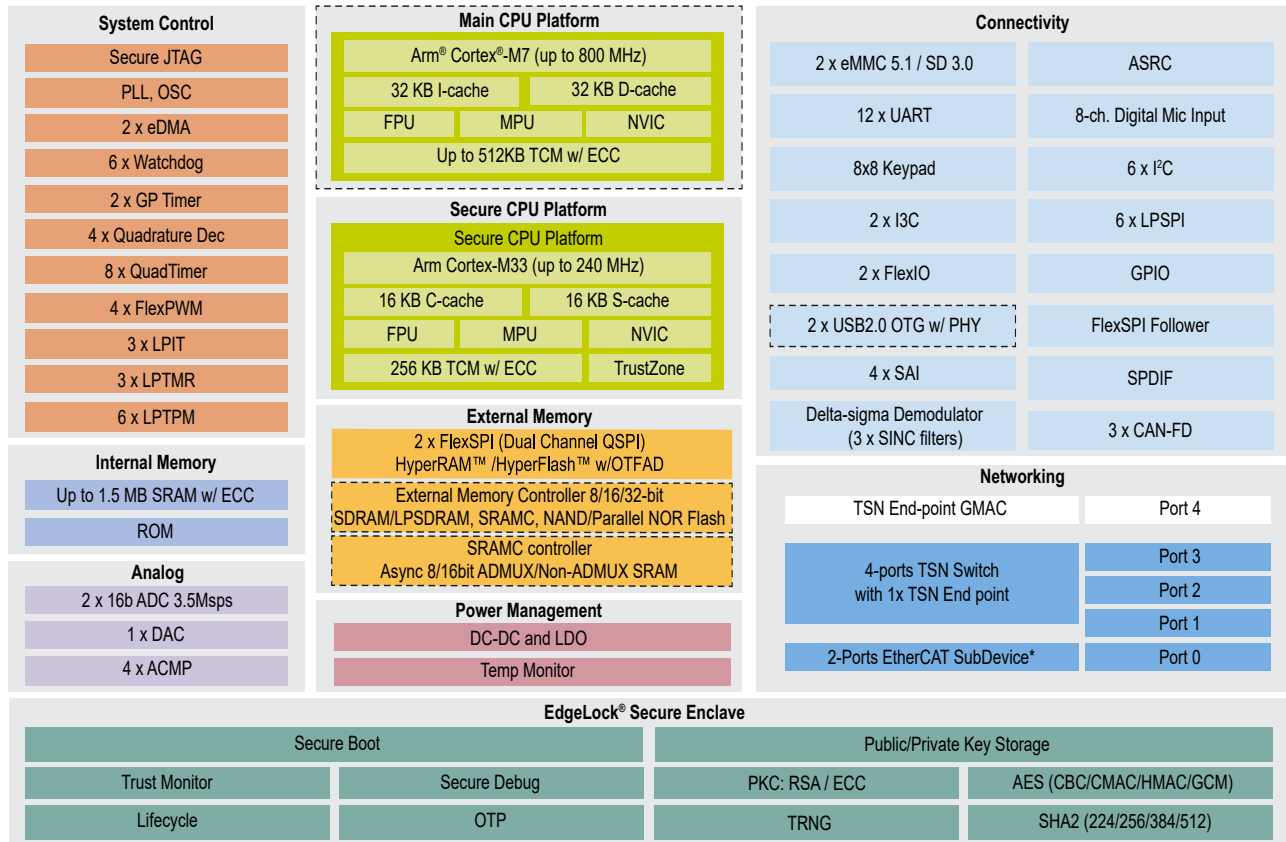 System Control
Secure JTAG
PLL, OSC
2 x eDMA
6 x Watchdog
2 x GP Timer
4 x Quadrature Dec
8 x QuadTimer
4 x FlexPWM
3 x LPIT
3 x LPTMR
6 x LPTPM
Internal Memory
Up to 1.5 MB SRAM w/ ECC
ROM
Analog
2 x 16b ADC 3.5Msps
1 x DAC
4 x ACMP
Main CPU Platform
Arm® Cortex®-M7 (up to 800 MHz)
32 KB I-cache
32 KB D-cache
FPU
MPU
NVIC
Up to 512KB TCM w/ ECC
Secure CPU Platform
Secure CPU Platform
Arm Cortex-M33 (up to 240 MHz)
16 KB C-cache
16 KB S-cache
FPU
MPU
NVIC
256 KB TCM w/ ECC
TrustZone
External Memory
2 x FlexSPI (Dual Channel QSPI)
HyperRAM™ /HyperFlash™ w/OTFAD
External Memory Controller 8/16/32-bit
SDRAM/LPSDRAM, SRAMC, NAND/Parallel NOR Flash
SRAMC controller
Async 8/16bit ADMUX/Non-ADMUX SRAM
Power Management
DC-DC and LDO
Temp Monitor
Connectivity
2 x eMMC 5.1 / SD 3.0
ASRC
12 x UART
8-ch. Digital Mic Input
8x8 Keypad
6 x I²C
2 x I3C
6 x LPSPI
2 x FlexIO
GPIO
2 x USB2.0 OTG w/ PHY
FlexSPI Follower
4 x SAI
SPDIF
Delta-sigma Demodulator
(3 x SINC filters)
3 x CAN-FD
Networking
TSN End-point GMAC
Port 4
4-ports TSN Switch
with 1x TSN End point
Port 3
Port 2
Port 1
2-Ports EtherCAT SubDevice*
Port 0
EdgeLock® Secure Enclave
Secure Boot
Public/Private Key Storage
Trust Monitor
Secure Debug
PKC: RSA / ECC
AES (CBC/CMAC/HMAC/GCM)
Lifecycle
OTP
TRNG
SHA2 (224/256/384/512)